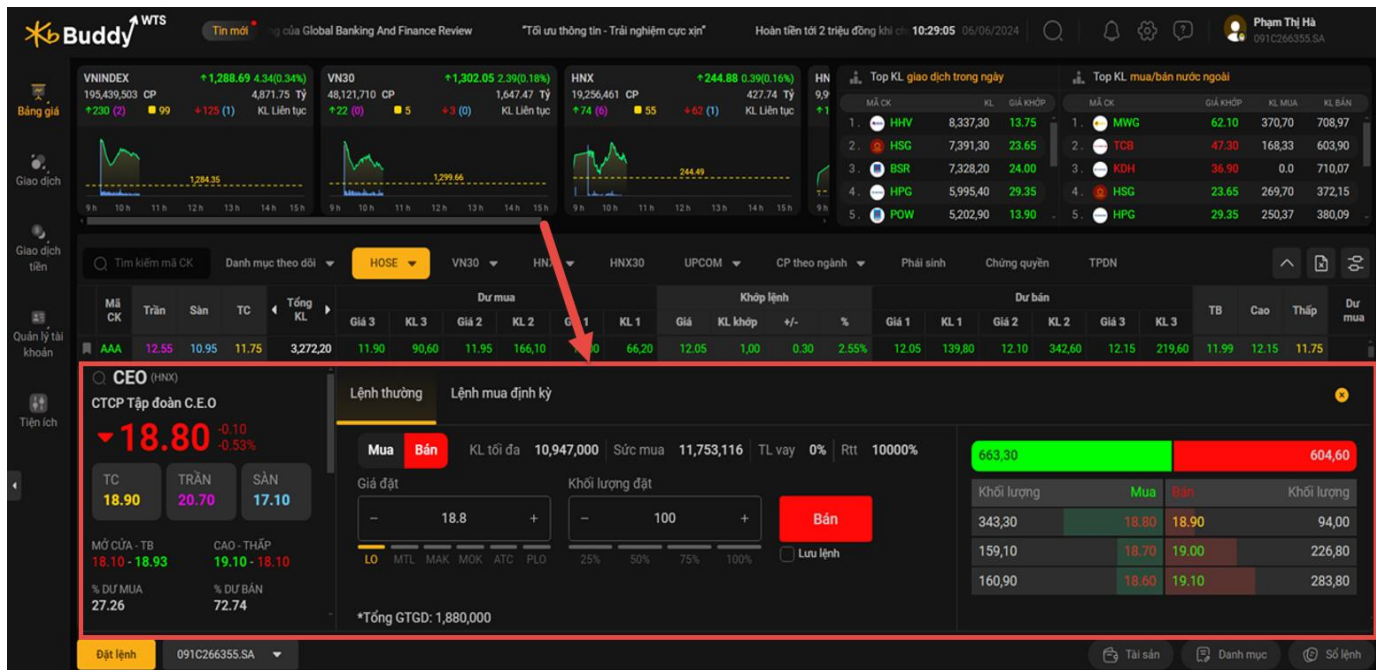 KB Buddy WTS
Tin mới
ng của Global Banking And Finance Review "Tối ưu thông tin - Trải nghiệm cực xịn" Hoàn tiền tới 2 triệu đồng khi 10:29:05 06/06/2024
Phạm Thị Hà
091C266355.SA
Bảng giá
Giao dịch
Giao dịch tiền
Quản lý tài khoản
Tiện ích
VNINDEX ↑1,288.69 4.34(0.34%)
195,439,503 CP 4,871.75 Tỷ
↑230 (2) 99 ↓125 (1) KL Liên tục
1,284.35
9h 10h 11h 12h 13h 14h 15h
VN30 ↑1,302.05 2.39(0.18%)
48,121,710 CP 1,647.47 Tỷ
↑22 (0) 5 ↓3 (0) KL Liên tục
1,299.66
9h 10h 11h 12h 13h 14h 15h
HNX ↑244.88 0.39(0.16%)
19,256,461 CP 427.74 Tỷ
↑74 (6) 55 ↓62 (1) KL Liên tục
244.49
9h 10h 11h 12h 13h 14h 15h
HN
9,9
↑1
9h
Top KL giao dịch trong ngày
MÃ CK KL GIÁ KHỚP
1. HHV 8,337,30 13.75
2. HSG 7,391,30 23.65
3. BSR 7,328,20 24.00
4. HPG 5,995,40 29.35
5. POW 5,202,90 13.90
Top KL mua/bán nước ngoài
MÃ CK GIÁ KHỚP KL MUA KL BÁN
1. MWG 62.10 370,70 708,97
2. TCB 47.30 168,33 603,90
3. KDH 36.90 0.0 710,07
4. HSG 23.65 269,70 372,15
5. HPG 29.35 250,37 380,09
Tìm kiếm mã CK Danh mục theo dõi HOSE VN30 HNX HNX30 UPCOM CP theo ngành Phái sinh Chứng quyền TPDN
Mã CK Trần Sàn TC Tổng KL Dư mua Khớp lệnh Dư bán TB Cao Thấp Dư mua
Giá 3 KL 3 Giá 2 KL 2 KL 1 Giá KL khớp +/- % Giá 1 KL 1 Giá 2 KL 2 Giá 3 KL 3
AAA 12.55 10.95 11.75 3,272,20 11.90 90,60 11.95 166,10 66,20 12.05 1,00 0.30 2.55% 12.05 139,80 12.10 342,60 12.15 219,60 11.99 12.15 11.75
CEO (HNX)
CTCP Tập đoàn C.E.O
18.80 -0.10
-0.53%
TC TRẦN SÀN
18.90 20.70 17.10
MỞ CỬA - TB CAO - THẤP
18.10 - 18.93 19.10 - 18.10
% DƯ MUA % DƯ BÁN
27.26 72.74
Lệnh thường Lệnh mua định kỳ
Mua Bán KL tối đa 10,947,000 Sức mua 11,753,116 TL vay 0% Rtt 10000%
Giá đặt Khối lượng đặt
− 18.8 + − 100 + Bán
LO MTL MAK MOK ATC PLO 25% 50% 75% 100% Lưu lệnh
*Tổng GTGD: 1,880,000
663,30 604,60
Khối lượng Mua Bán Khối lượng
343,30 18.80 18.90 94,00
159,10 18.70 19.00 226,80
160,90 18.60 19.10 283,80
Đặt lệnh 091C266355.SA Tài sản Danh mục Sổ lệnh